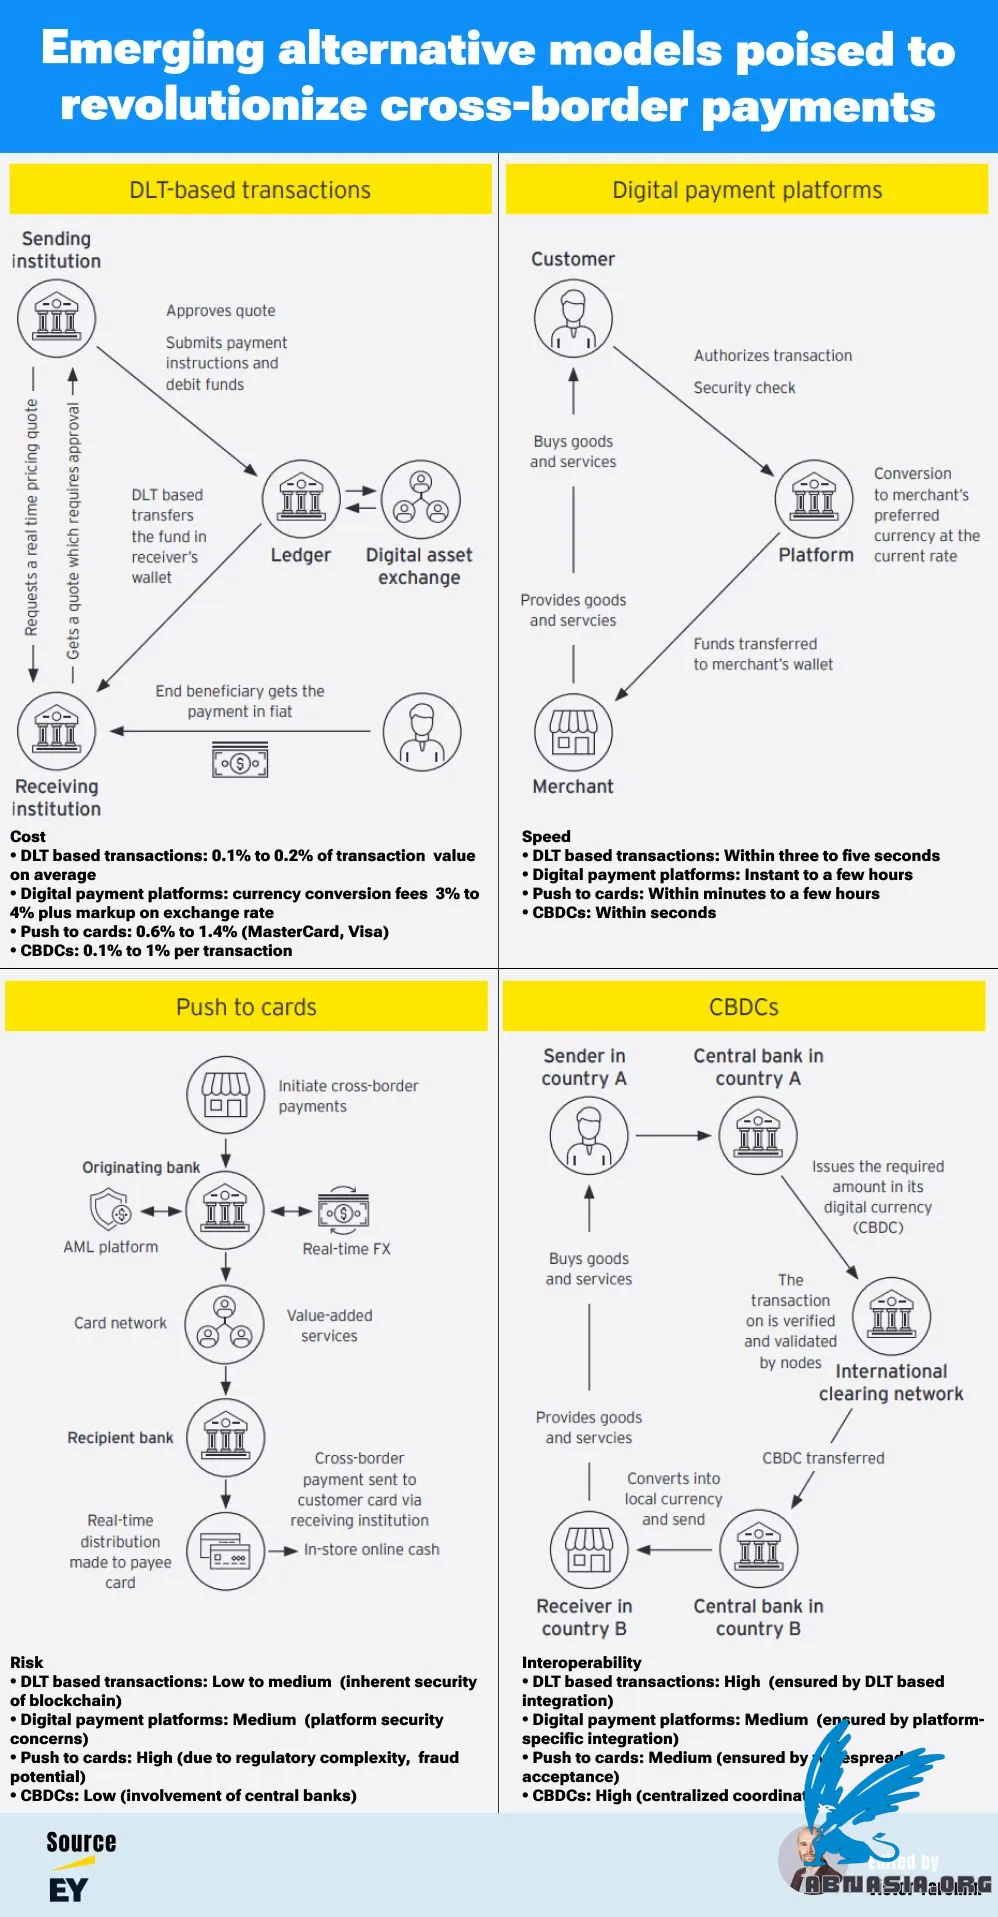 Emerging alternative models poised to
revolutionize cross-border payments
DLT-based transactions
Sending
institution
Approves quote
Submits payment
instructions and
debit funds
Requests a real time pricing quote
Gets a quote which requires approval
DLT based
transfers
the fund in
receiver's
wallet
Ledger
Digital asset
exchange
End beneficiary gets the
payment in fiat
Receiving
institution
Cost
• DLT based transactions: 0.1% to 0.2% of transaction value
on average
• Digital payment platforms: currency conversion fees 3% to
4% plus markup on exchange rate
• Push to cards: 0.6% to 1.4% (MasterCard, Visa)
• CBDCs: 0.1% to 1% per transaction
Digital payment platforms
Customer
Authorizes transaction
Security check
Buys goods
and services
Conversion
to merchant's
preferred
currency at the
current rate
Platform
Provides goods
and servcies
Funds transferred
to merchant's wallet
Merchant
Speed
• DLT based transactions: Within three to five seconds
• Digital payment platforms: Instant to a few hours
• Push to cards: Within minutes to a few hours
• CBDCs: Within seconds
Push to cards
Initiate cross-border
payments
Originating bank
AML platform
Real-time FX
Card network
Value-added
services
Recipient bank
Cross-border
payment sent to
customer card via
receiving institution
Real-time
distribution
made to payee
card
In-store online cash
Risk
• DLT based transactions: Low to medium (inherent security
of blockchain)
• Digital payment platforms: Medium (platform security
concerns)
• Push to cards: High (due to regulatory complexity, fraud
potential)
• CBDCs: Low (involvement of central banks)
CBDCs
Sender in
country A
Central bank in
country A
Issues the required
amount in its
digital currency
(CBDC)
Buys goods
and services
The
transaction
on is verified
and validated
by nodes
International
clearing network
Provides goods
and servcies
CBDC transferred
Converts into
local currency
and send
Receiver in
country B
Central bank in
country B
Interoperability
• DLT based transactions: High (ensured by DLT based
integration)
• Digital payment platforms: Medium (ensured by platform-
specific integration)
• Push to cards: Medium (ensured by
acceptance)
• CBDCs: High (centralized
Source
EY
by
ABNASIA.ORG